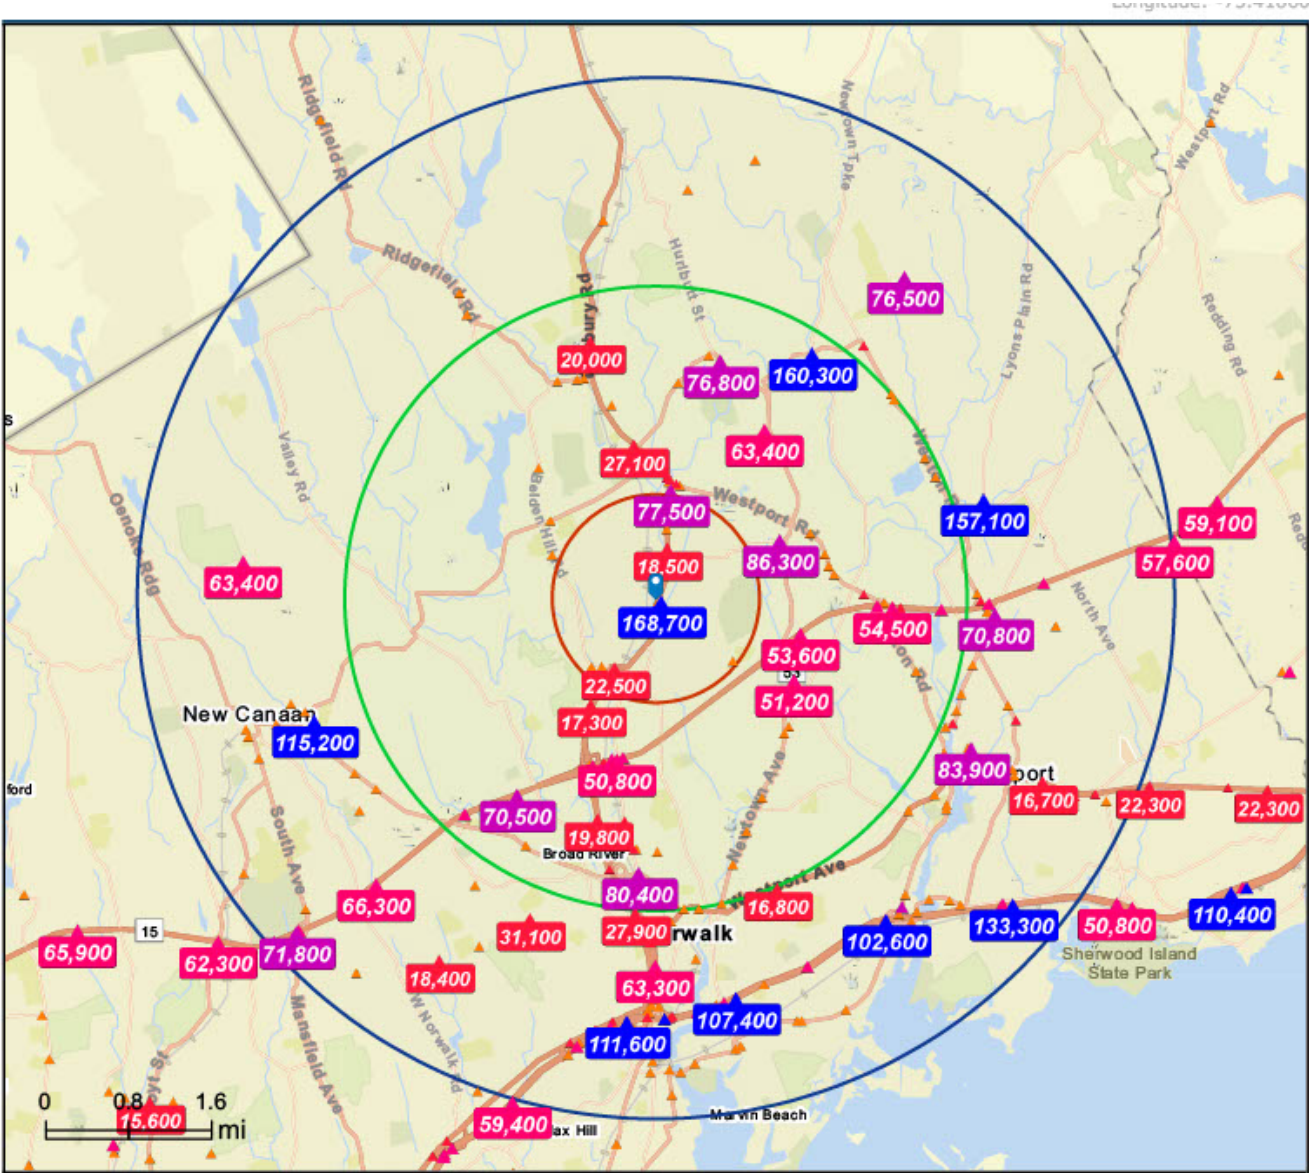 Longitude: -73.41660
Ridgefield Rd
Newtown Tpke
Westport Rd
Ridgefield Rd
Hurlbutt St
76,500
Lyons Plain Rd
Redding Rd
20,000
76,800
160,300
S
Valley Rd
27,100
63,400
Oenoke Rdg
Belden Hill Rd
77,500
Westport Rd
157,100
59,100
57,600
63,400
18,500
86,300
168,700
54,500
70,800
North Ave
53,600
22,500
51,200
New Canaan
17,300
115,200
50,800
83,900
port
ford
70,500
16,700
22,300
22,300
19,800
Newtown Ave
South Ave
Broad River
80,400
Westport Ave
66,300
16,800
15
27,900
rwalk
31,100
102,600
133,300
50,800
110,400
65,900
62,300
71,800
Sherwood Island
State Park
18,400
63,300
W Norwalk Rd
Mansfield Ave
107,400
111,600
0 0.8 1.6
15,600
mi
59,400
ax Hill
Marvin Beach